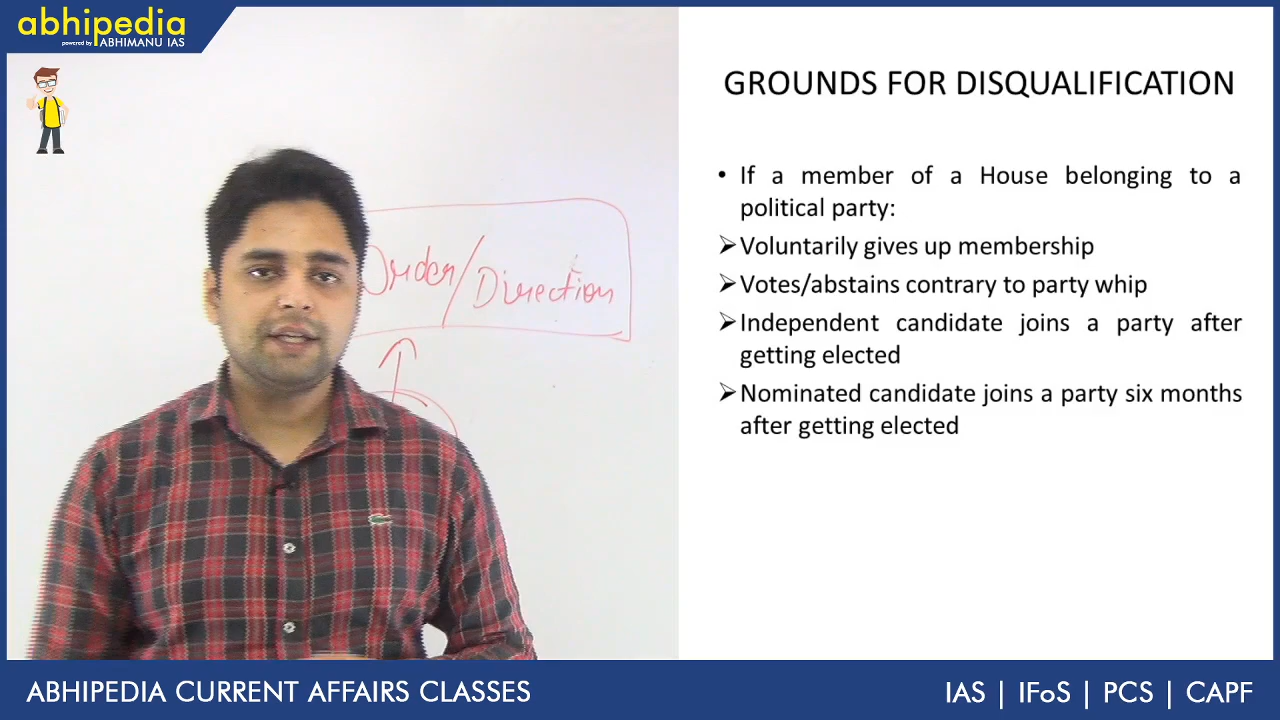 abhipedia
powered by ABHIMANU IAS
Order/Direction
GROUNDS FOR DISQUALIFICATION
• If a member of a House belonging to a
political party:
➢Voluntarily gives up membership
➢Votes/abstains contrary to party whip
➢Independent candidate joins a party after
getting elected
➢Nominated candidate joins a party six months
after getting elected
ABHIPEDIA CURRENT AFFAIRS CLASSES
IAS | IFoS | PCS | CAPF